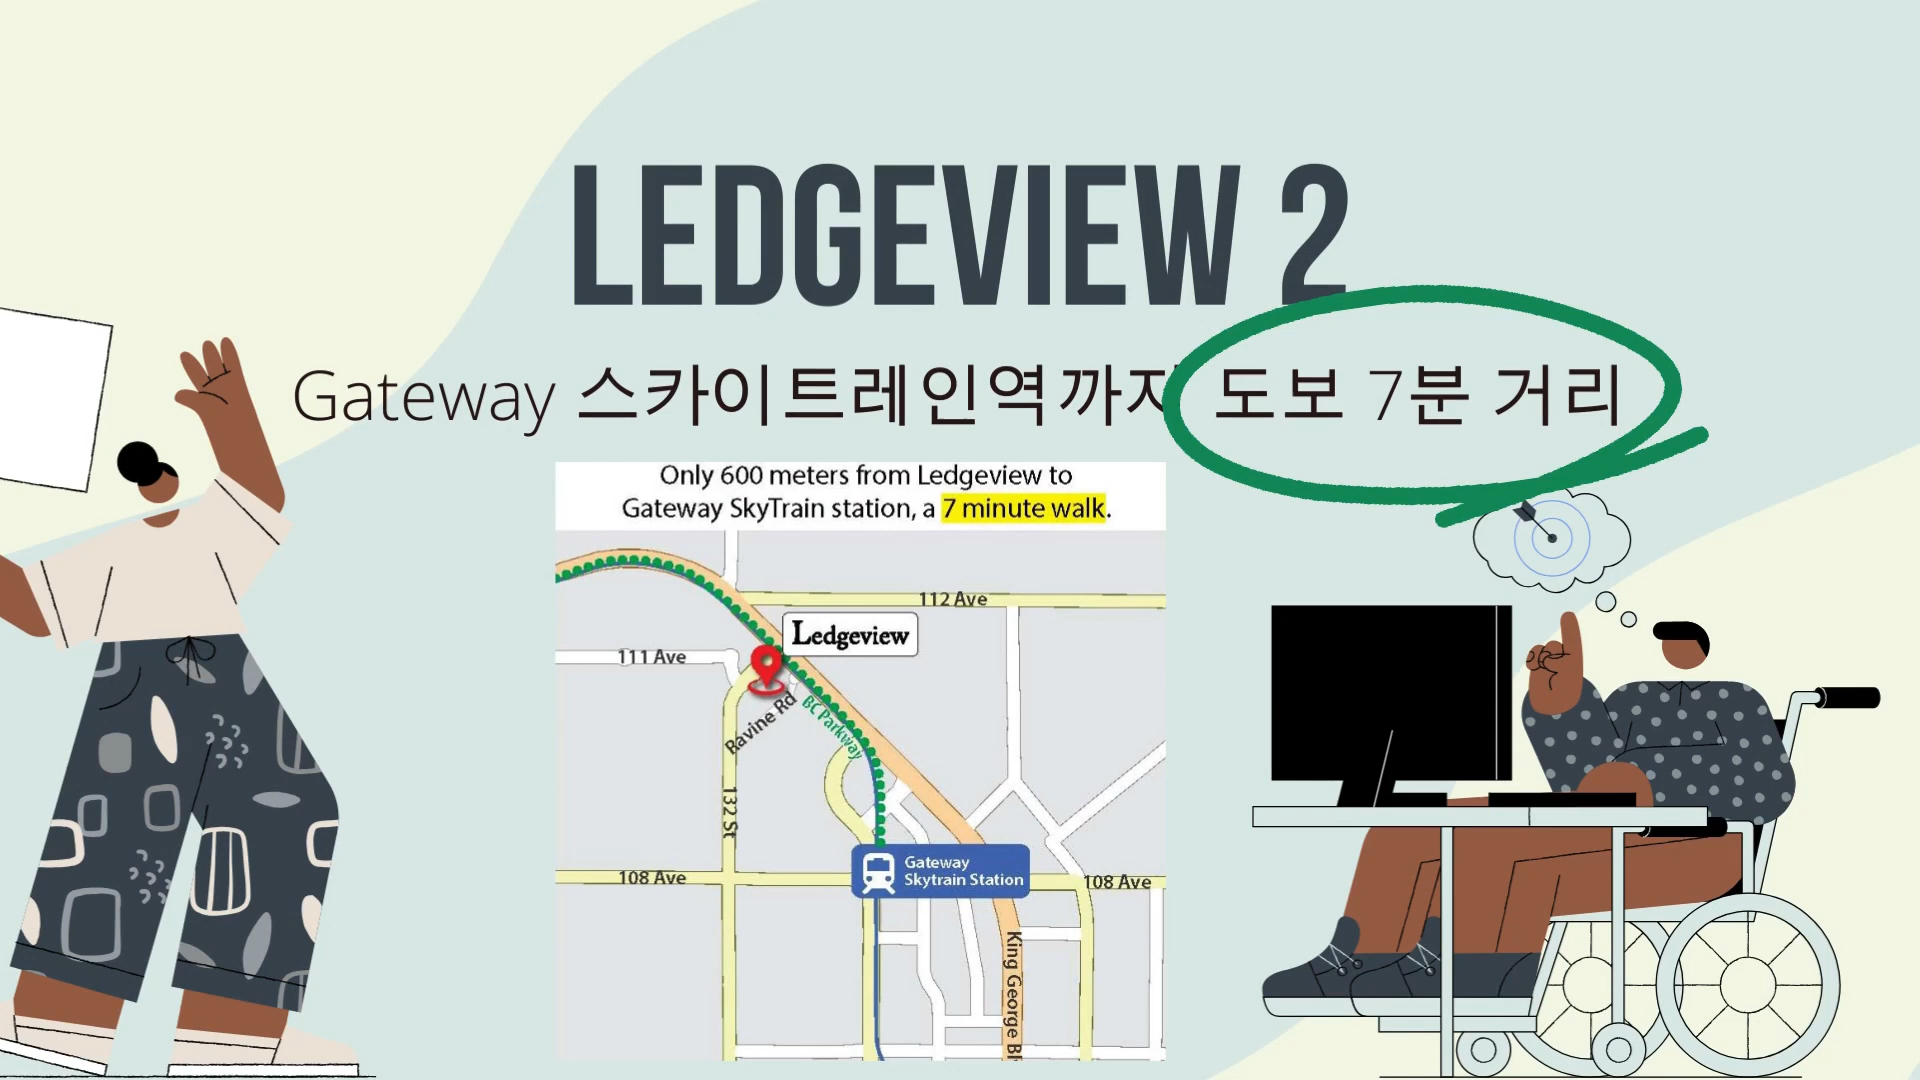 LEDGEVIEW 2
Gateway 스카이트레인역까지 도보 7분 거리
Only 600 meters from Ledgeview to
Gateway SkyTrain station, a 7 minute walk.
112 Ave
Ledgeview
111 Ave
Ravine Rd
BC Parkway
132 St
Gateway
Skytrain Station
108 Ave
108 Ave
King George Bl